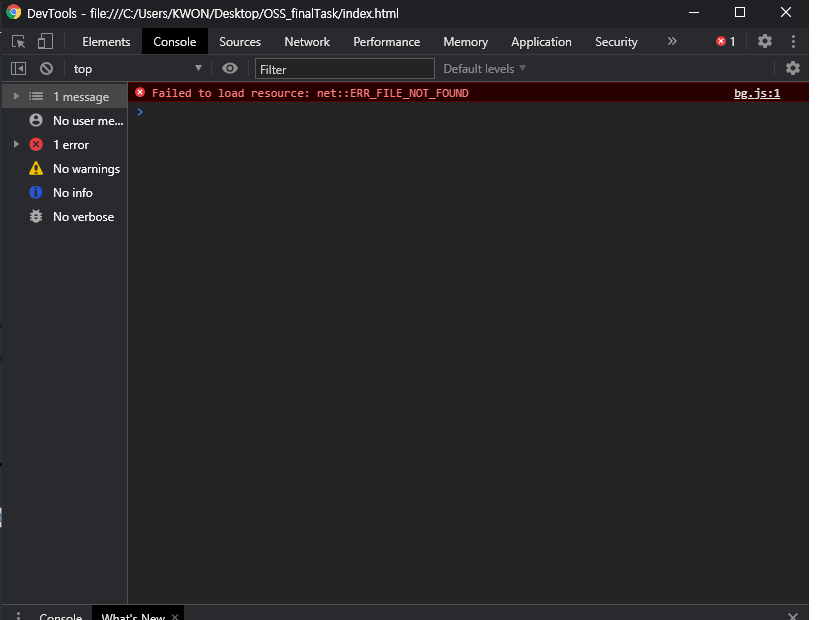 DevTools - file:///C:/Users/KWON/Desktop/OSS_finalTask/index.html
Elements Console Sources Network Performance Memory Application Security » 1
top Filter Default levels
1 message
Failed to load resource: net::ERR_FILE_NOT_FOUND bg.js:1
No user me...
1 error
No warnings
No info
No verbose
Console What's New